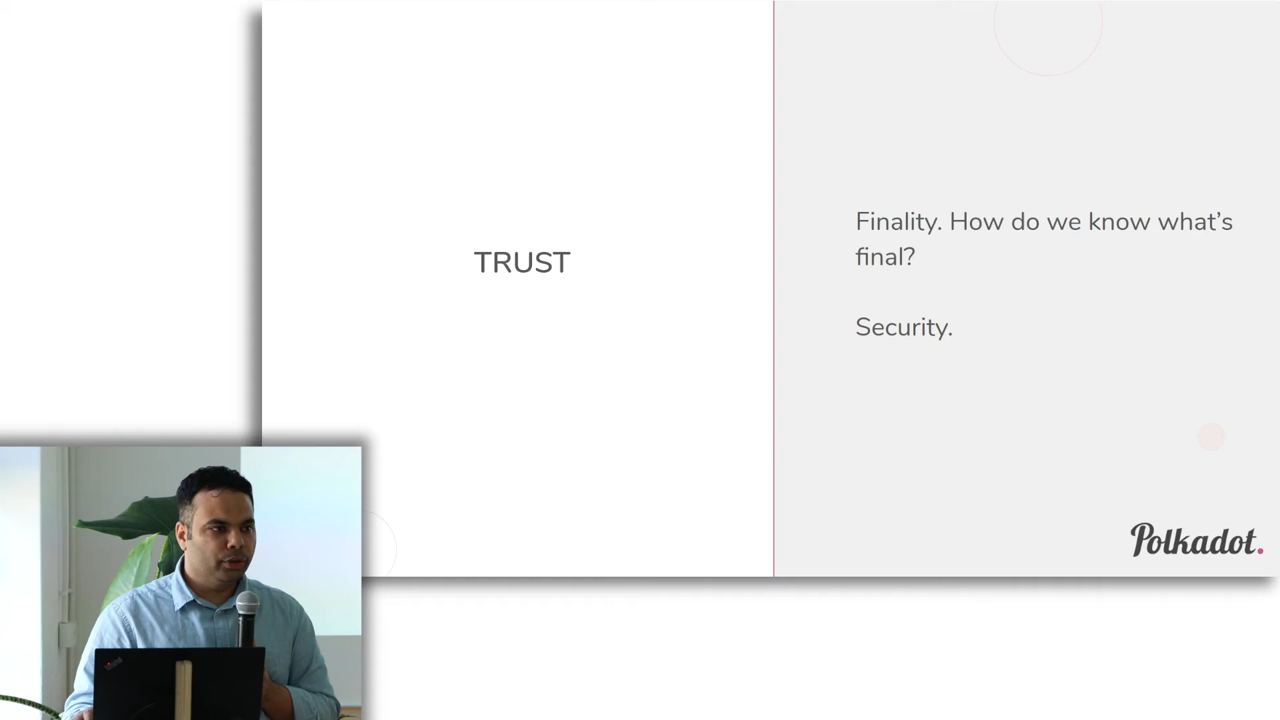 TRUST
Finality. How do we know what’s
final?
Security.
Polkadot.